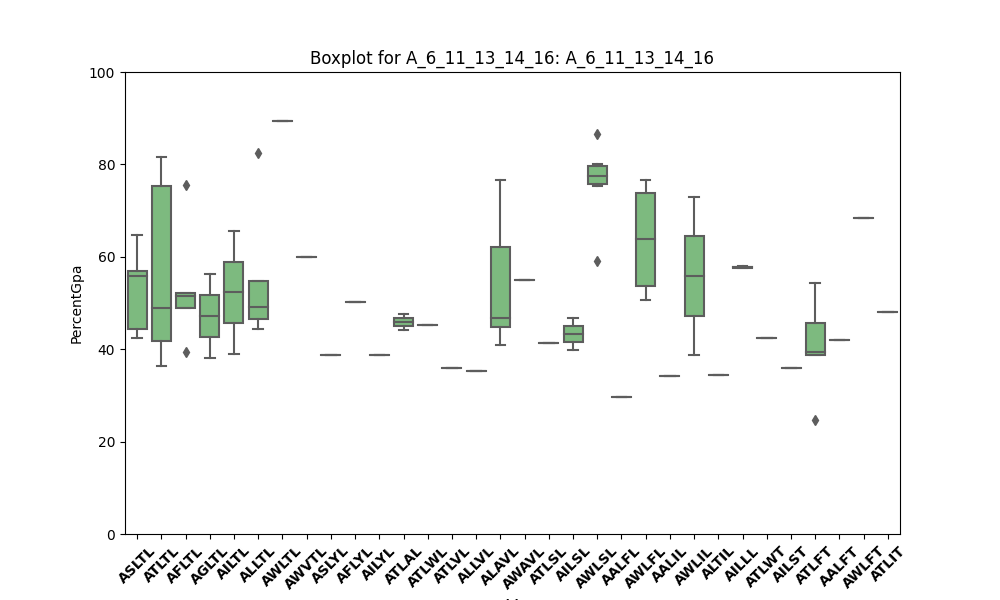 Boxplot for A_6_11_13_14_16: A_6_11_13_14_16
100
80
60
40
20
0
PercentGpa
ASLTL
ATLTL
AFLTL
AGLTL
AILTL
ALLTL
AWLTL
AWVTL
ASLYL
AFLYL
AILYL
ATLAL
ATLWL
ATLVL
ALLVL
ALAVL
AWAVL
ATLSL
AILSL
AWLSL
AALFL
AWLFL
AALIL
AWLIL
ALTIL
AILLL
ATLWT
AILST
ATLFT
AALFT
AWLFT
ATLIT